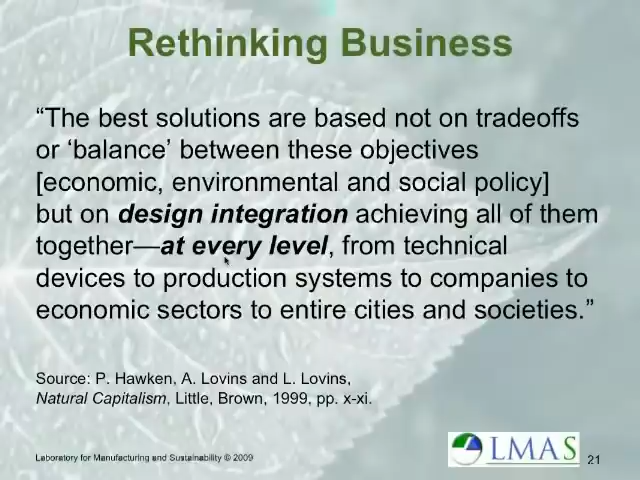 Rethinking Business
“The best solutions are based not on tradeoffs
or ‘balance’ between these objectives
[economic, environmental and social policy]
but on design integration achieving all of them
together—at every level, from technical
devices to production systems to companies to
economic sectors to entire cities and societies.”
Source: P. Hawken, A. Lovins and L. Lovins,
Natural Capitalism, Little, Brown, 1999, pp. x-xi.
Laboratory for Manufacturing and Sustainability © 2009
LMAS
21